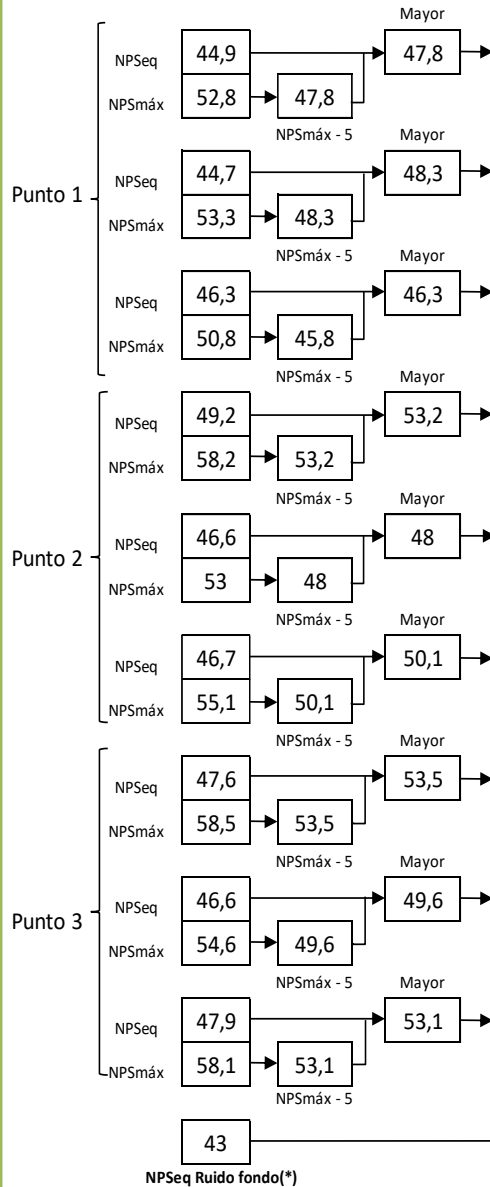 Mayor
NPSeq 44,9 47,8
NPSmáx 52,8 47,8
NPSmáx - 5 Mayor
Punto 1 NPSeq 44,7 48,3
NPSmáx 53,3 48,3
NPSmáx - 5 Mayor
NPSeq 46,3 46,3
NPSmáx 50,8 45,8
NPSmáx - 5 Mayor
NPSeq 49,2 53,2
NPSmáx 58,2 53,2
NPSmáx - 5 Mayor
Punto 2 NPSeq 46,6 48
NPSmáx 53 48
NPSmáx - 5 Mayor
NPSeq 46,7 50,1
NPSmáx 55,1 50,1
NPSmáx - 5 Mayor
NPSeq 47,6 53,5
NPSmáx 58,5 53,5
NPSmáx - 5 Mayor
Punto 3 NPSeq 46,6 49,6
NPSmáx 54,6 49,6
NPSmáx - 5 Mayor
NPSeq 47,9 53,1
NPSmáx 58,1 53,1
NPSmáx - 5
43
NPSeq Ruido fondo(*)